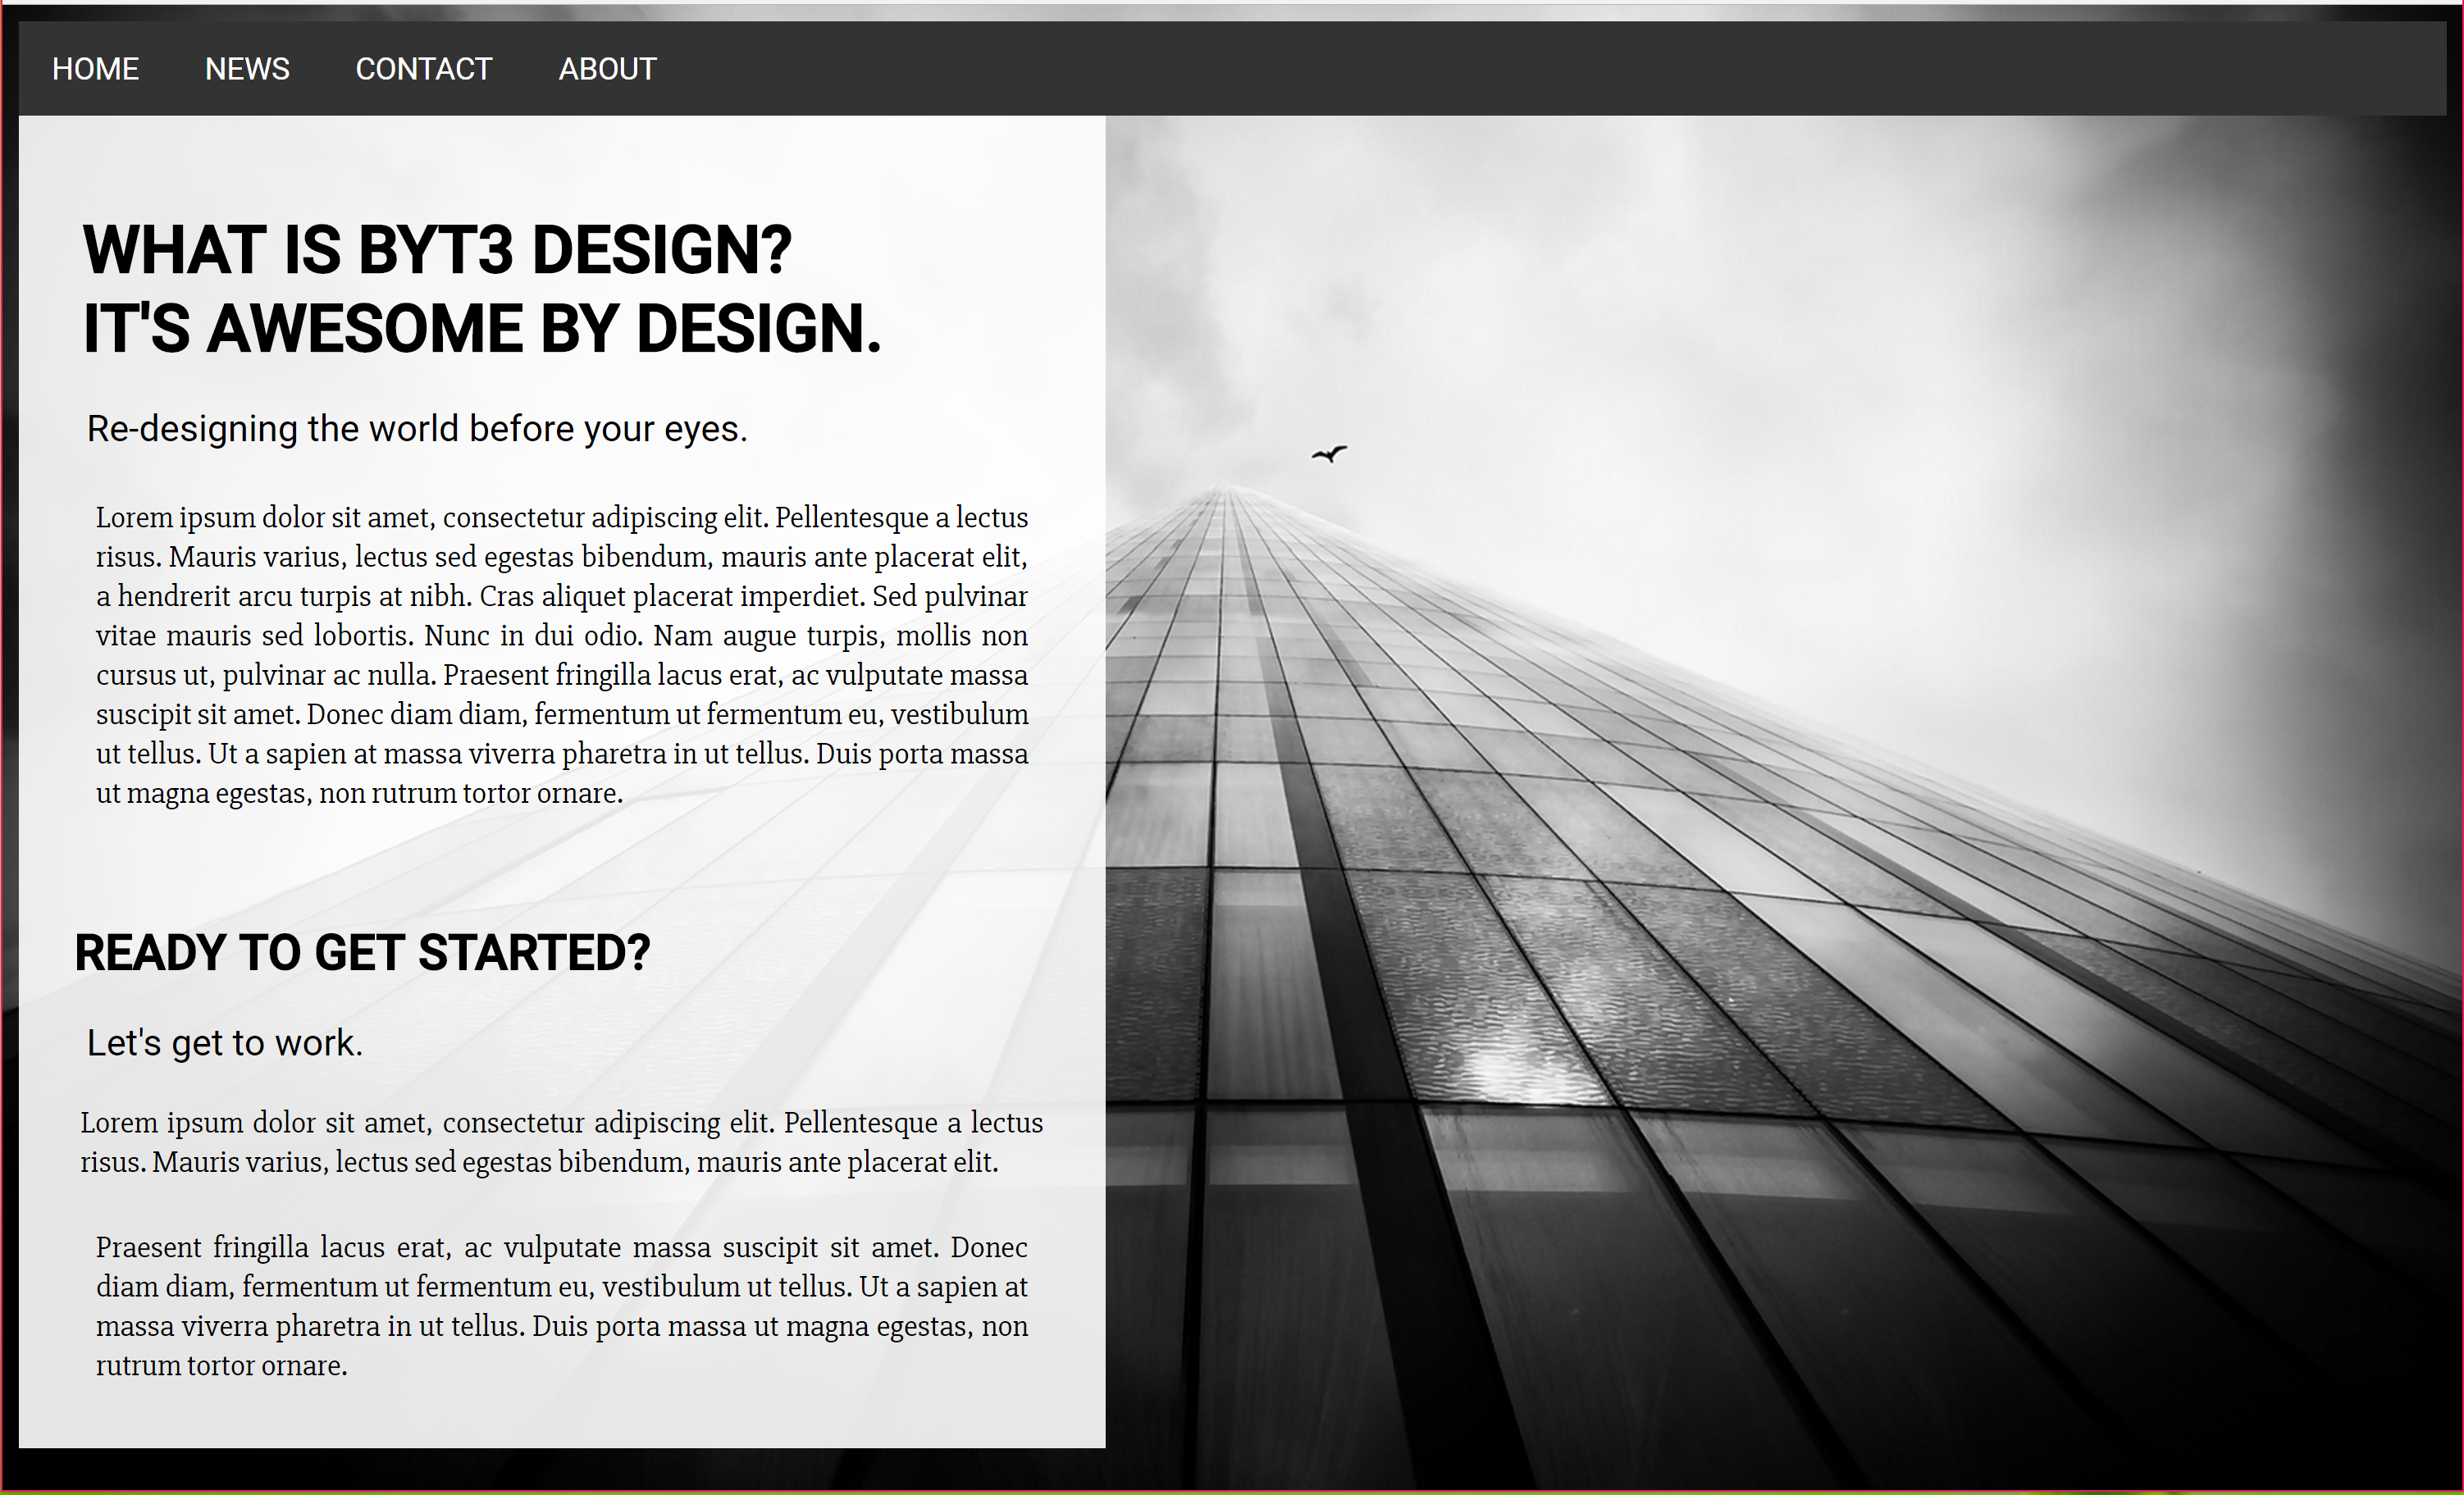 HOME NEWS CONTACT ABOUT
WHAT IS BYT3 DESIGN?
IT'S AWESOME BY DESIGN.
Re-designing the world before your eyes.
Lorem ipsum dolor sit amet, consectetur adipiscing elit. Pellentesque a lectus
risus. Mauris varius, lectus sed egestas bibendum, mauris ante placerat elit,
a hendrerit arcu turpis at nibh. Cras aliquet placerat imperdiet. Sed pulvinar
vitae mauris sed lobortis. Nunc in dui odio. Nam augue turpis, mollis non
cursus ut, pulvinar ac nulla. Praesent fringilla lacus erat, ac vulputate massa
suscipit sit amet. Donec diam diam, fermentum ut fermentum eu, vestibulum
ut tellus. Ut a sapien at massa viverra pharetra in ut tellus. Duis porta massa
ut magna egestas, non rutrum tortor ornare.
READY TO GET STARTED?
Let's get to work.
Lorem ipsum dolor sit amet, consectetur adipiscing elit. Pellentesque a lectus
risus. Mauris varius, lectus sed egestas bibendum, mauris ante placerat elit.
Praesent fringilla lacus erat, ac vulputate massa suscipit sit amet. Donec
diam diam, fermentum ut fermentum eu, vestibulum ut tellus. Ut a sapien at
massa viverra pharetra in ut tellus. Duis porta massa ut magna egestas, non
rutrum tortor ornare.